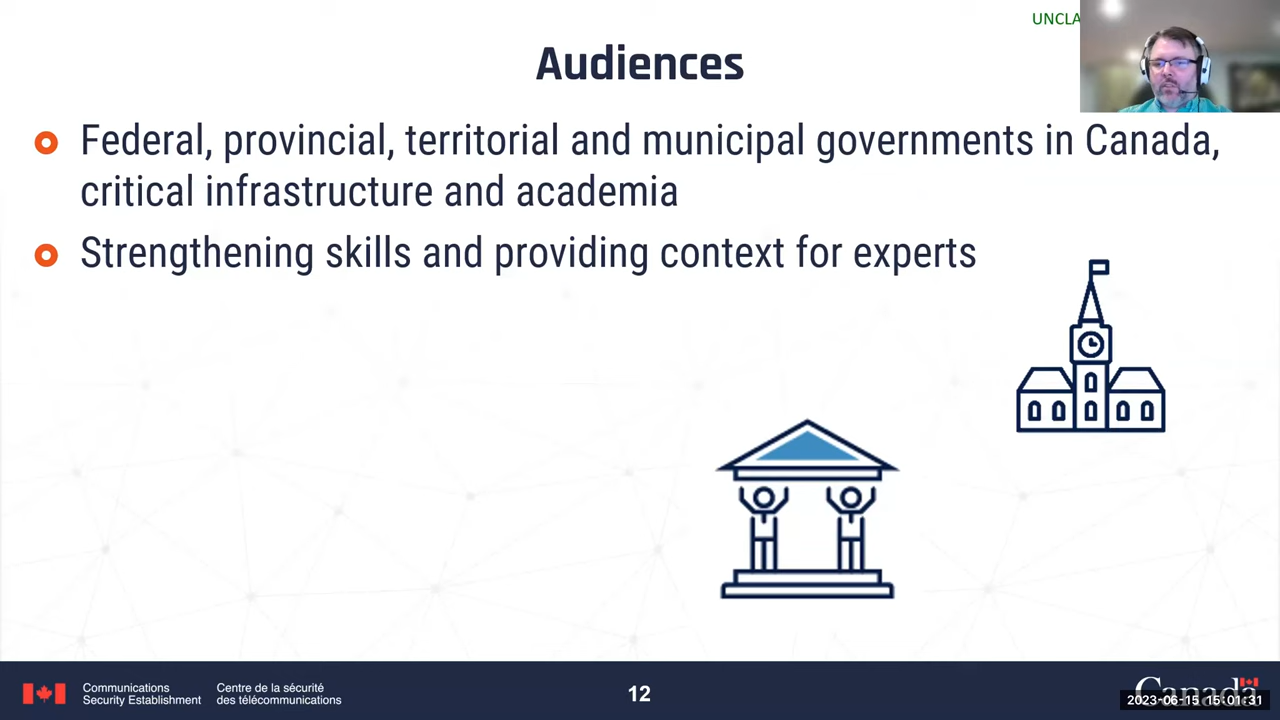 UNCLA
Audiences
Federal, provincial, territorial and municipal governments in Canada,
critical infrastructure and academia
Strengthening skills and providing context for experts
Communications
Security Establishment
Centre de la sécurité
des télécommunications
12
Canada
2023-06-15 15:01:31